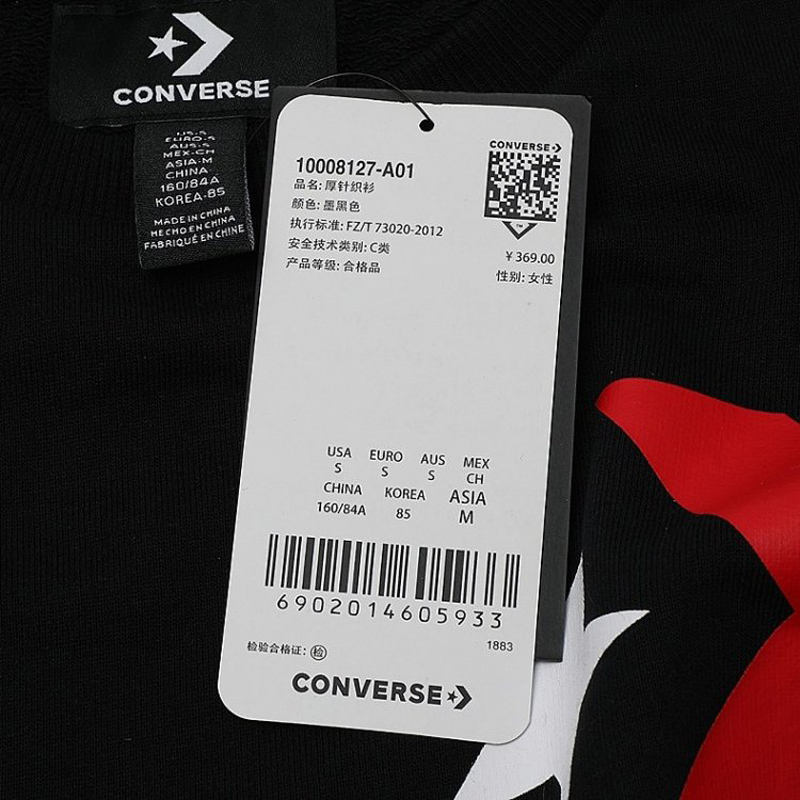 CONVERSE
US-S
EURO-S
AUS-S
MEX-CH
ASIA-M
CHINA
160/84A
KOREA-85
MADE IN CHINA
HECHO EN CHINA
FABRIQUÉ EN CHINE
CONVERSE
10008127-A01
品名: 厚针织衫
颜色: 墨黑色
执行标准: FZ/T 73020-2012
安全技术类别: C类
产品等级: 合格品
TM
¥369.00
性别: 女性
USA EURO AUS MEX
S S S CH
CHINA KOREA ASIA
160/84A 85 M
6902014605933
检验合格证: 检
1883
CONVERSE